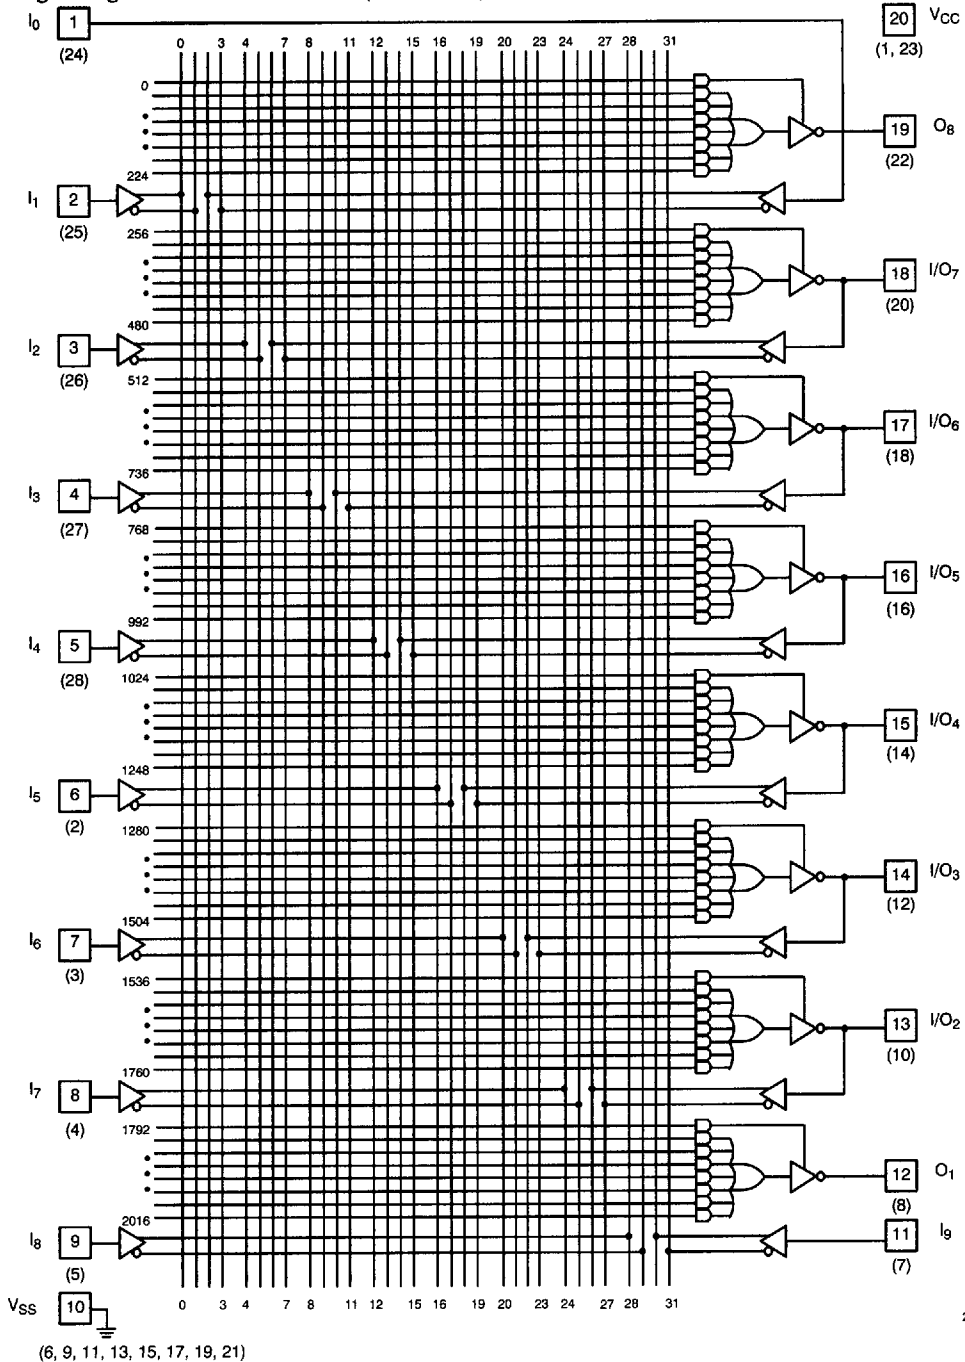 I0 1 20 VCC
(24) (1, 23)
0 3 4 7 8 11 12 15 16 19 20 23 24 27 28 31
0
19 O8
(22)
224
I1 2
(25)
256
18 I/O7
(20)
480
I2 3
(26)
512
17 I/O6
(18)
736
I3 4
(27)
768
16 I/O5
(16)
992
I4 5
(28)
1024
15 I/O4
(14)
1248
I5 6
(2)
1280
14 I/O3
(12)
1504
I6 7
(3)
1536
13 I/O2
(10)
1760
I7 8
(4)
1792
12 O1
(8)
2016
I8 9 11 I9
(5) (7)
0 3 4 7 8 11 12 15 16 19 20 23 24 27 28 31
VSS 10
(6, 9, 11, 13, 15, 17, 19, 21)